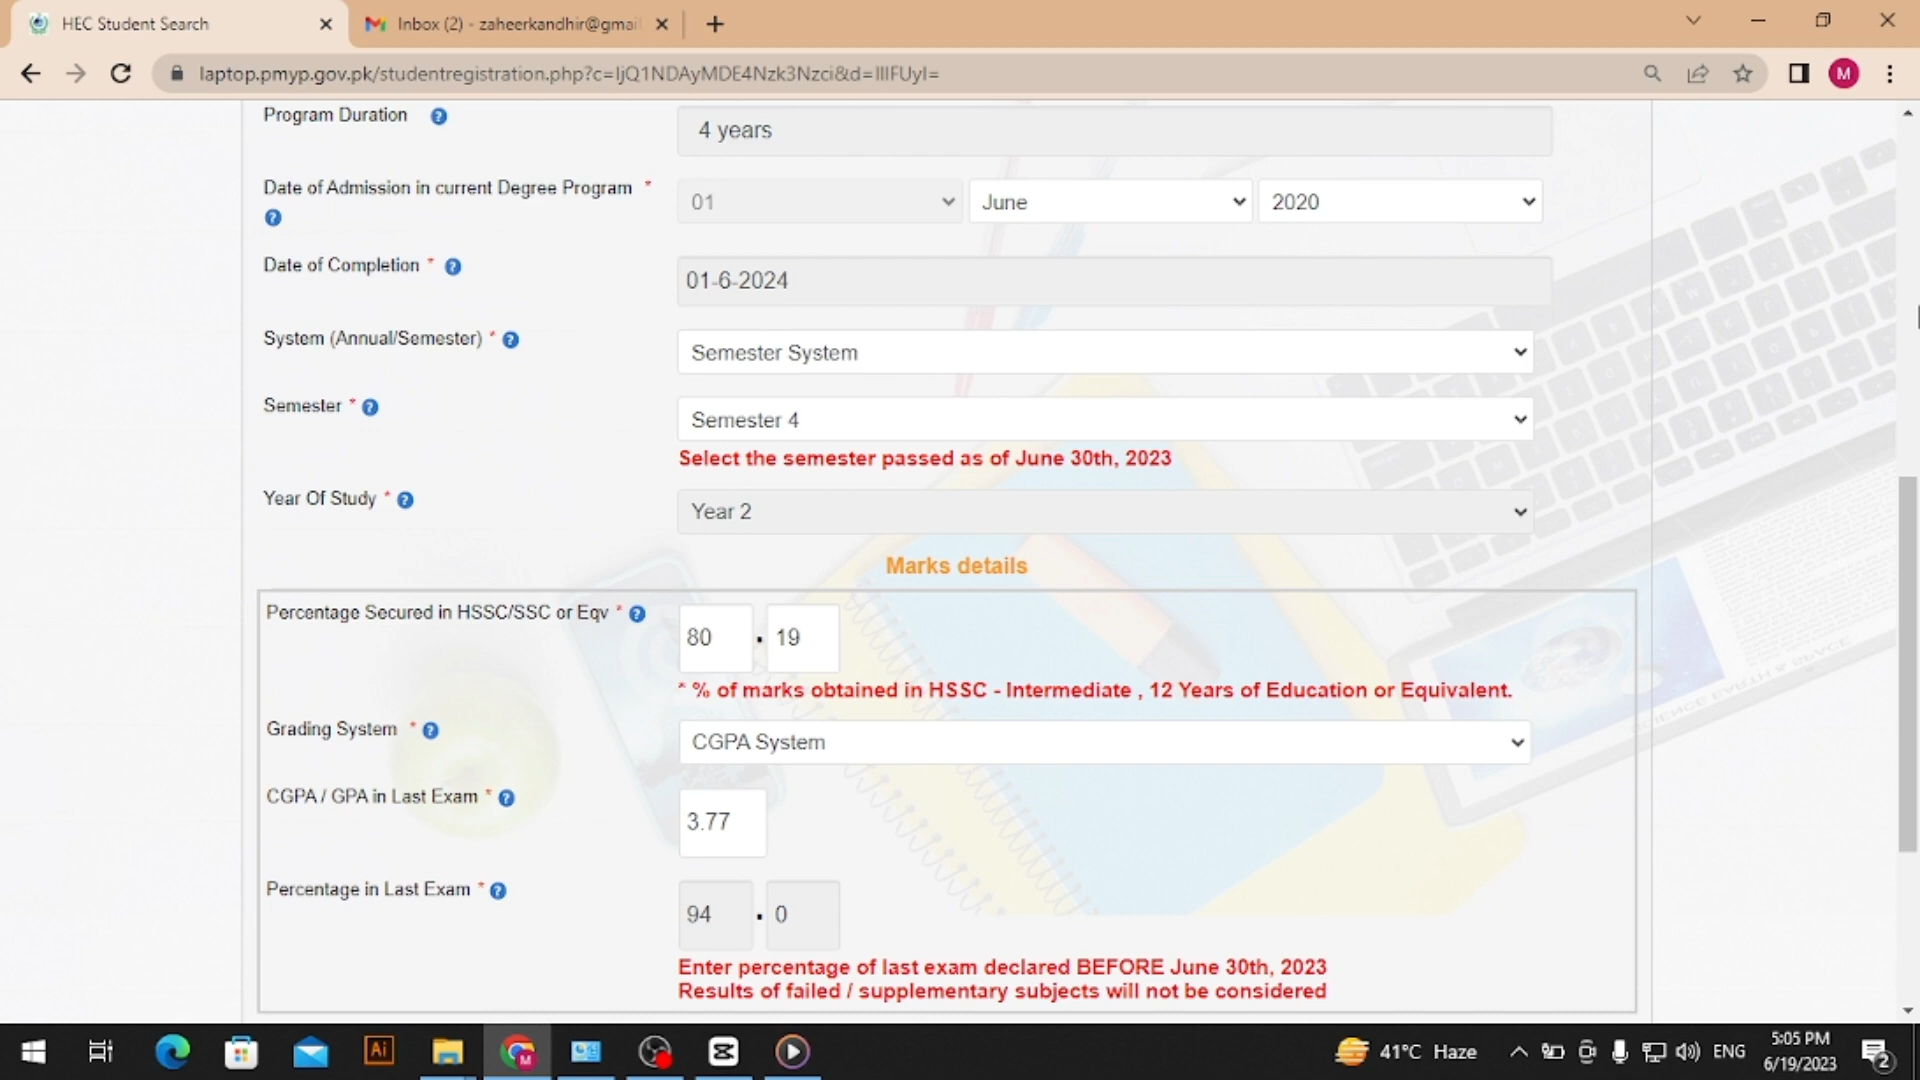 HEC Student Search
Inbox (2) - zaheerkandhir@gmai
laptop.pmyp.gov.pk/studentregistration.php?c=IjQ1NDAyMDE4Nzk3Nzci&d=IllFUyI=
M
Program Duration ?
4 years
Date of Admission in current Degree Program *
?
01 June 2020
Date of Completion * ?
01-6-2024
System (Annual/Semester) * ?
Semester System
Semester * ?
Semester 4
Select the semester passed as of June 30th, 2023
Year Of Study * ?
Year 2
Marks details
Percentage Secured in HSSC/SSC or Eqv * ?
80 . 19
* % of marks obtained in HSSC - Intermediate , 12 Years of Education or Equivalent.
Grading System * ?
CGPA System
CGPA / GPA in Last Exam * ?
3.77
Percentage in Last Exam * ?
94 . 0
Enter percentage of last exam declared BEFORE June 30th, 2023
Results of failed / supplementary subjects will not be considered
Ai
M
41°C Haze
ENG
5:05 PM
6/19/2023
2